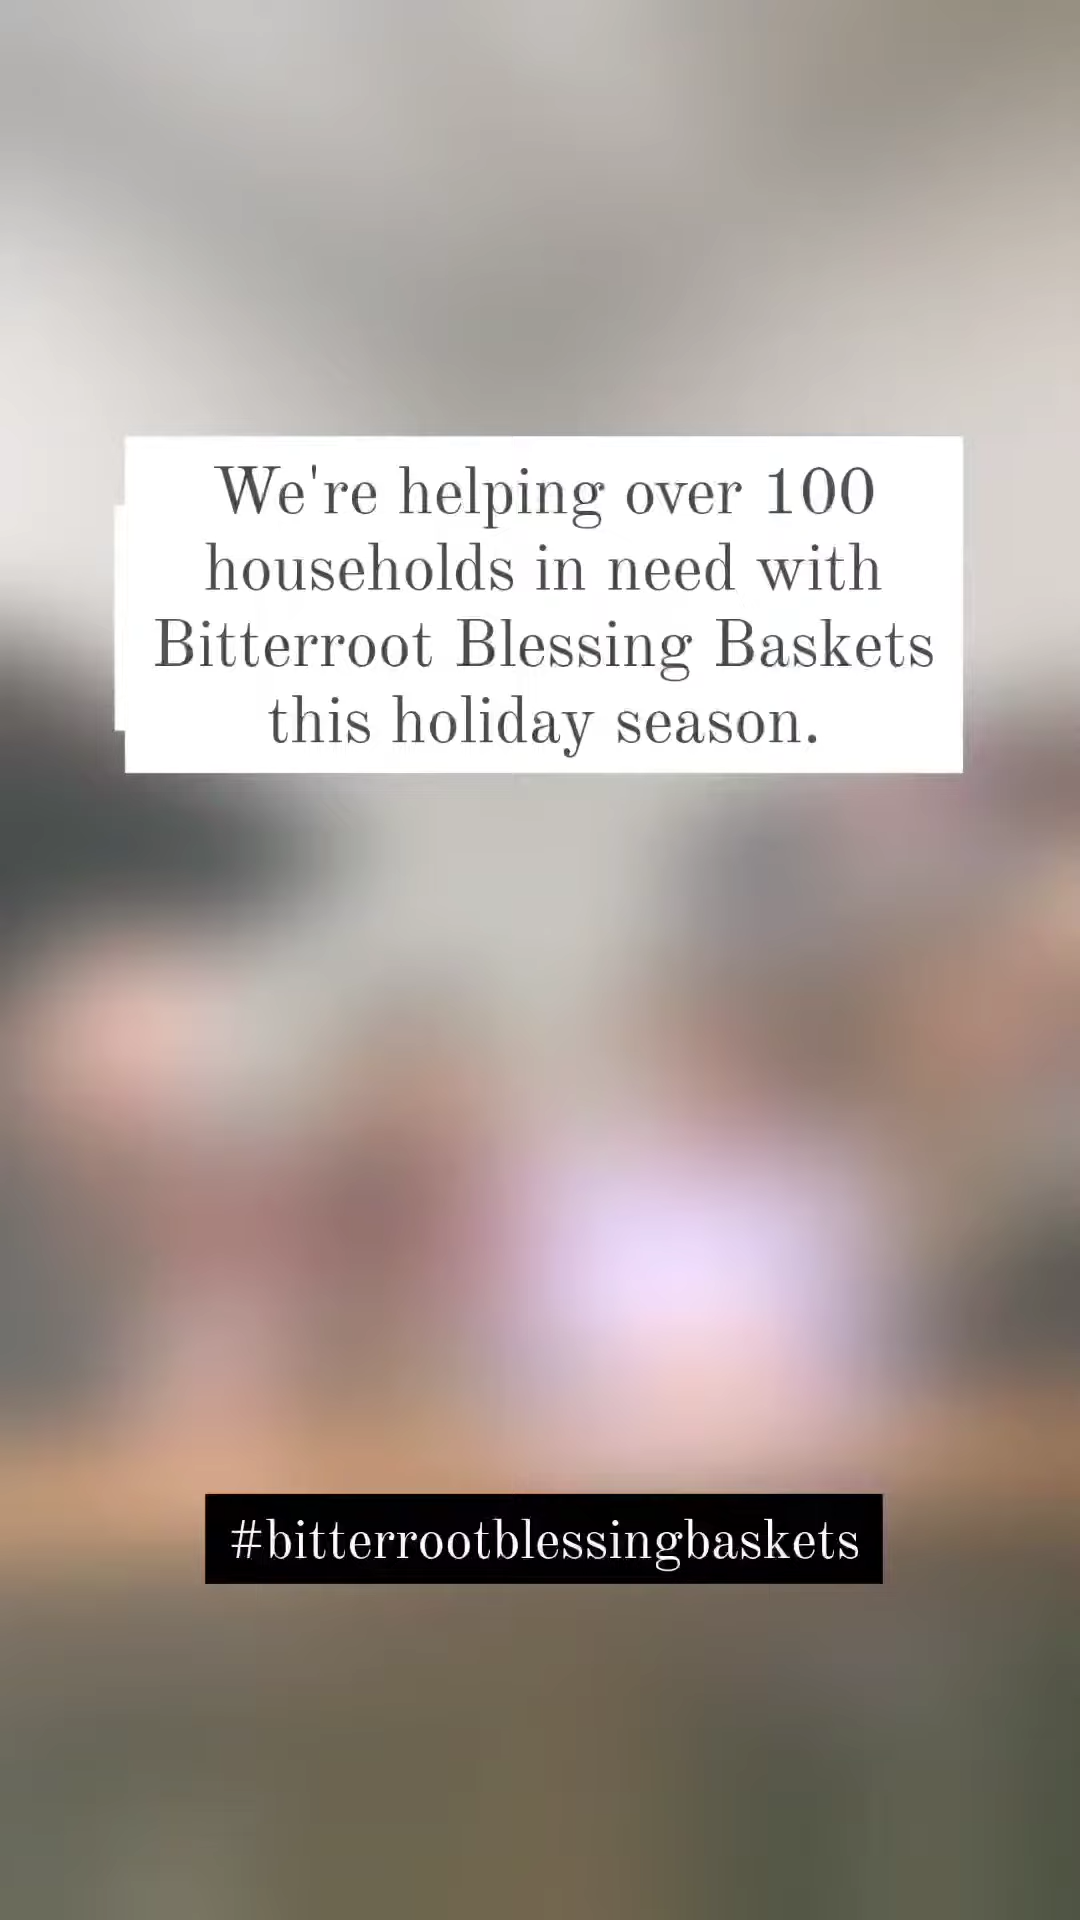 We're helping over 100
households in need with
Bitterroot Blessing Baskets
this holiday season.
#bitterrootblessingbaskets